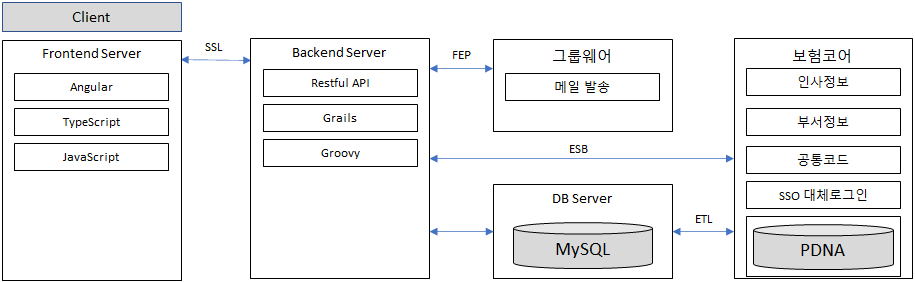 Client
Frontend Server
Angular
TypeScript
JavaScript
SSL
Backend Server
Restful API
Grails
Groovy
FEP
그룹웨어
메일 발송
ESB
DB Server
MySQL
ETL
보험코어
인사정보
부서정보
공통코드
SSO 대체로그인
PDNA